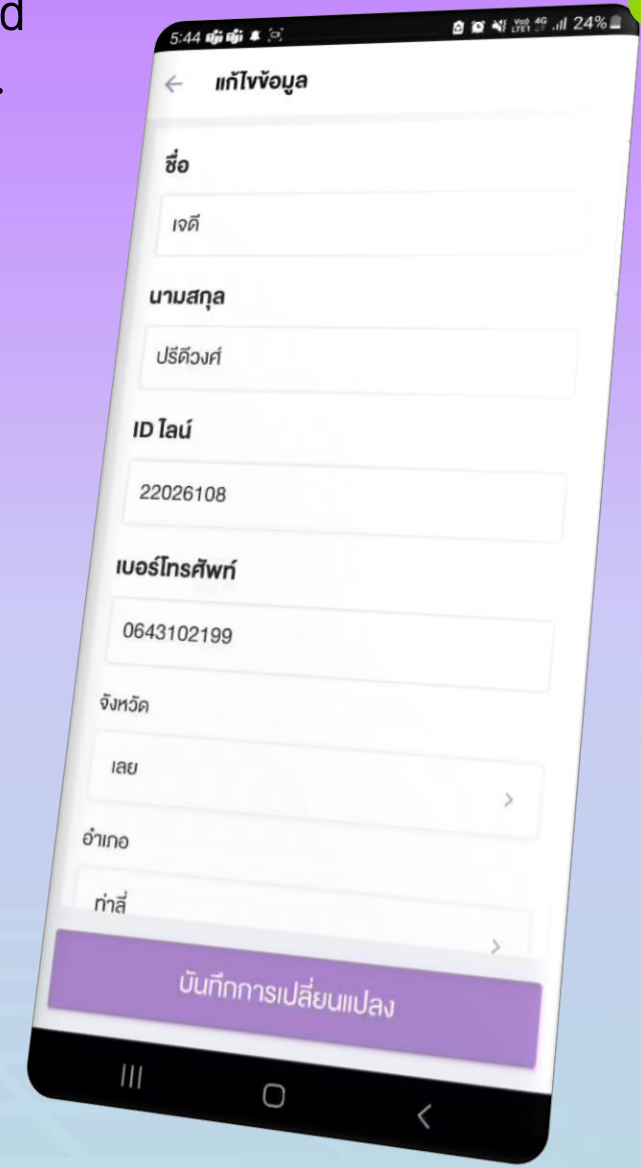 d
.
5:44 24%
VoD 4G
LTE1
แก้ไขข้อมูล
ชื่อ
เจดี
นามสกุล
ปรีดีวงศ์
ID ไลน์
22026108
เบอร์โทรศัพท์
0643102199
จังหวัด
เลย
อำเภอ
ท่าลี่
บันทึกการเปลี่ยนแปลง